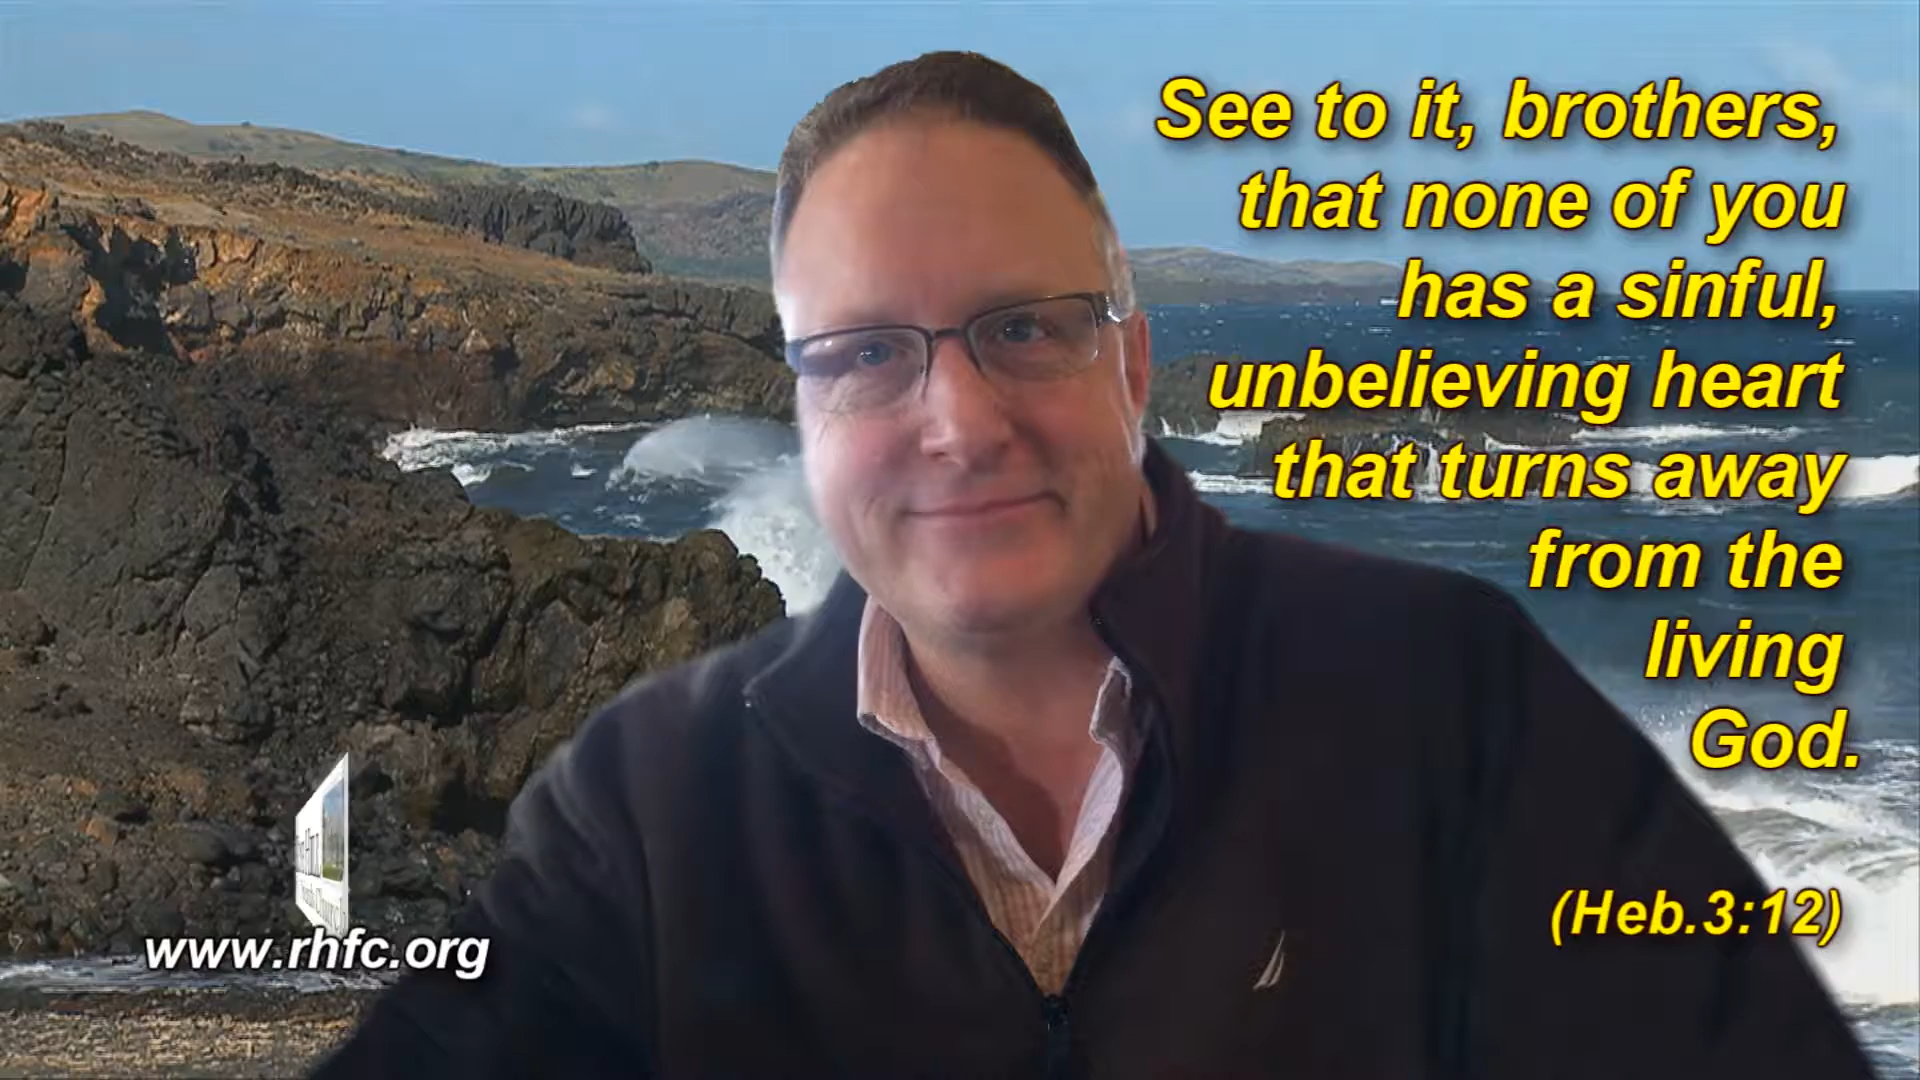 See to it, brothers,
that none of you
has a sinful,
unbelieving heart
that turns away
from the
living
God.
(Heb.3:12)
www.rhfc.org